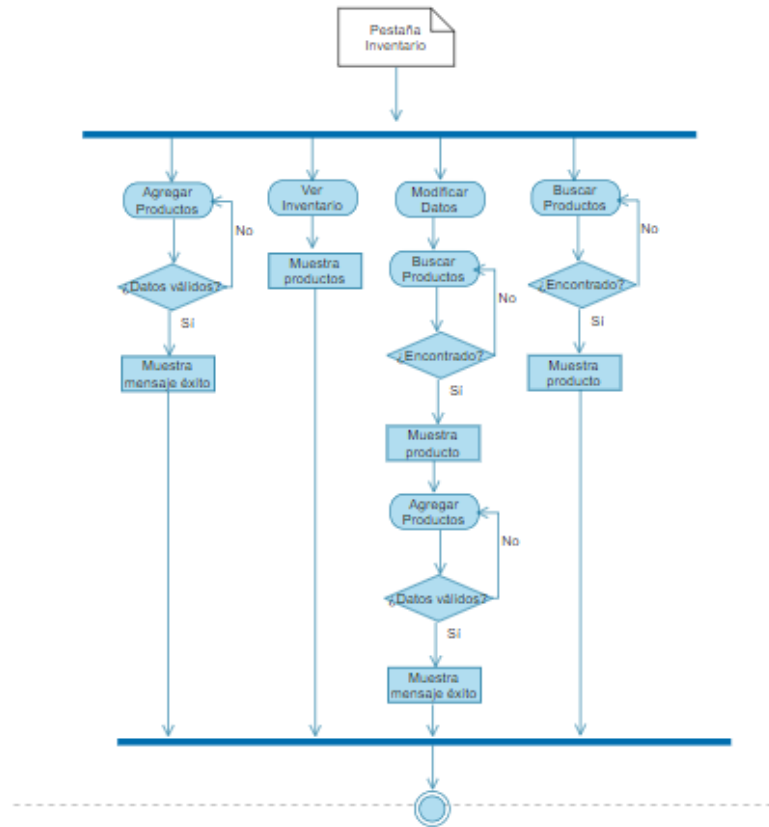 Pestaña
Inventario
Agregar
Productos
No
¿Datos válidos?
Sí
Muestra
mensaje éxito
Ver
Inventario
Muestra
productos
Modificar
Datos
Buscar
Productos
No
¿Encontrado?
Sí
Muestra
producto
Agregar
Productos
No
¿Datos válidos?
Sí
Muestra
mensaje éxito
Buscar
Productos
No
¿Encontrado?
Sí
Muestra
producto